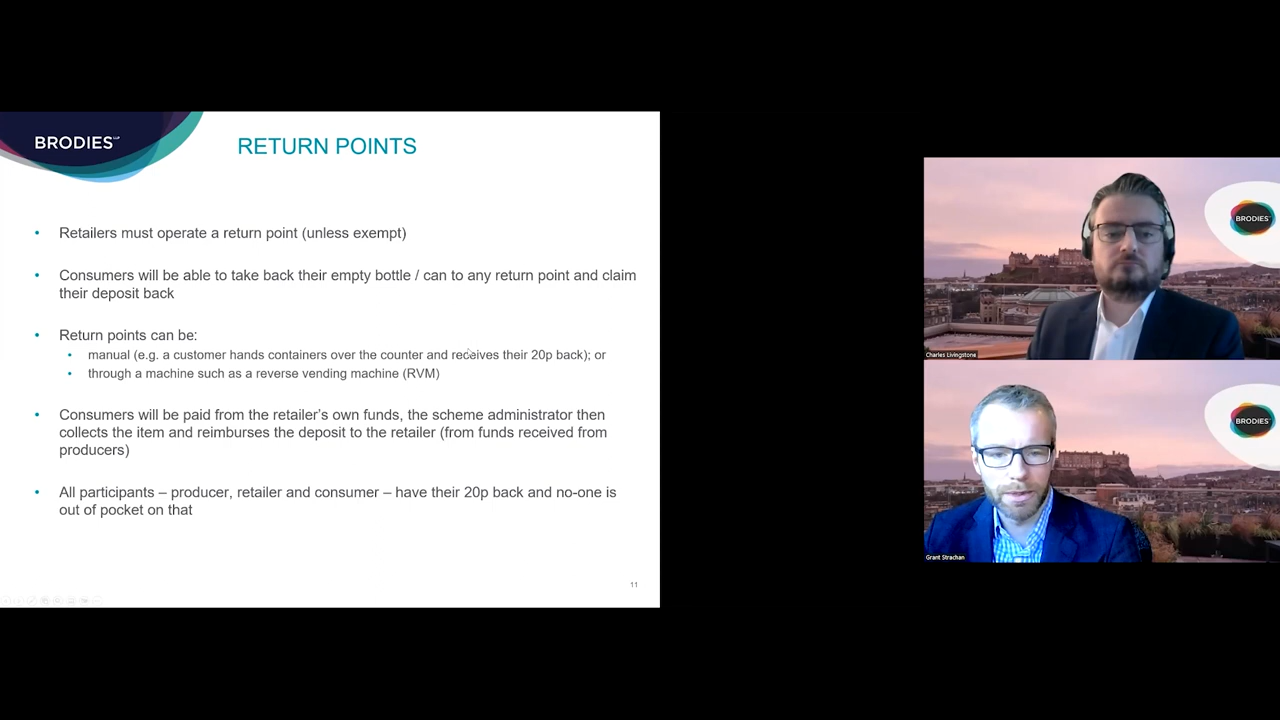 BRODIES LLP
RETURN POINTS
• Retailers must operate a return point (unless exempt)
• Consumers will be able to take back their empty bottle / can to any return point and claim
their deposit back
• Return points can be:
• manual (e.g. a customer hands containers over the counter and receives their 20p back); or
• through a machine such as a reverse vending machine (RVM)
• Consumers will be paid from the retailer's own funds, the scheme administrator then
collects the item and reimburses the deposit to the retailer (from funds received from
producers)
• All participants – producer, retailer and consumer – have their 20p back and no-one is
out of pocket on that
11
BRODIES
Charles Livingstone
BRODIES
Grant Strachan